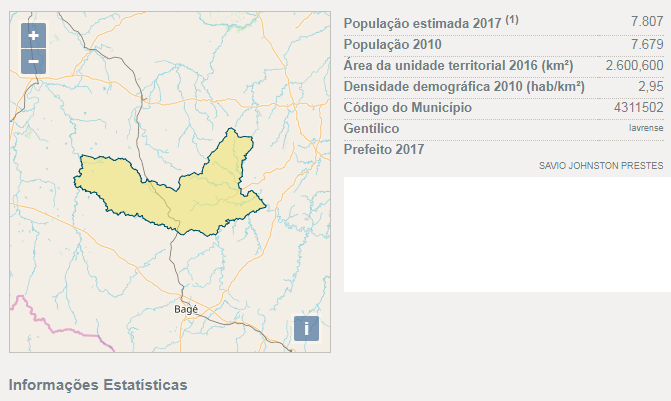 +
−
Bagé
i
População estimada 2017 (1) 7.807
População 2010 7.679
Área da unidade territorial 2016 (km²) 2.600,600
Densidade demográfica 2010 (hab/km²) 2,95
Código do Município 4311502
Gentílico lavrense
Prefeito 2017
SAVIO JOHNSTON PRESTES
Informações Estatísticas